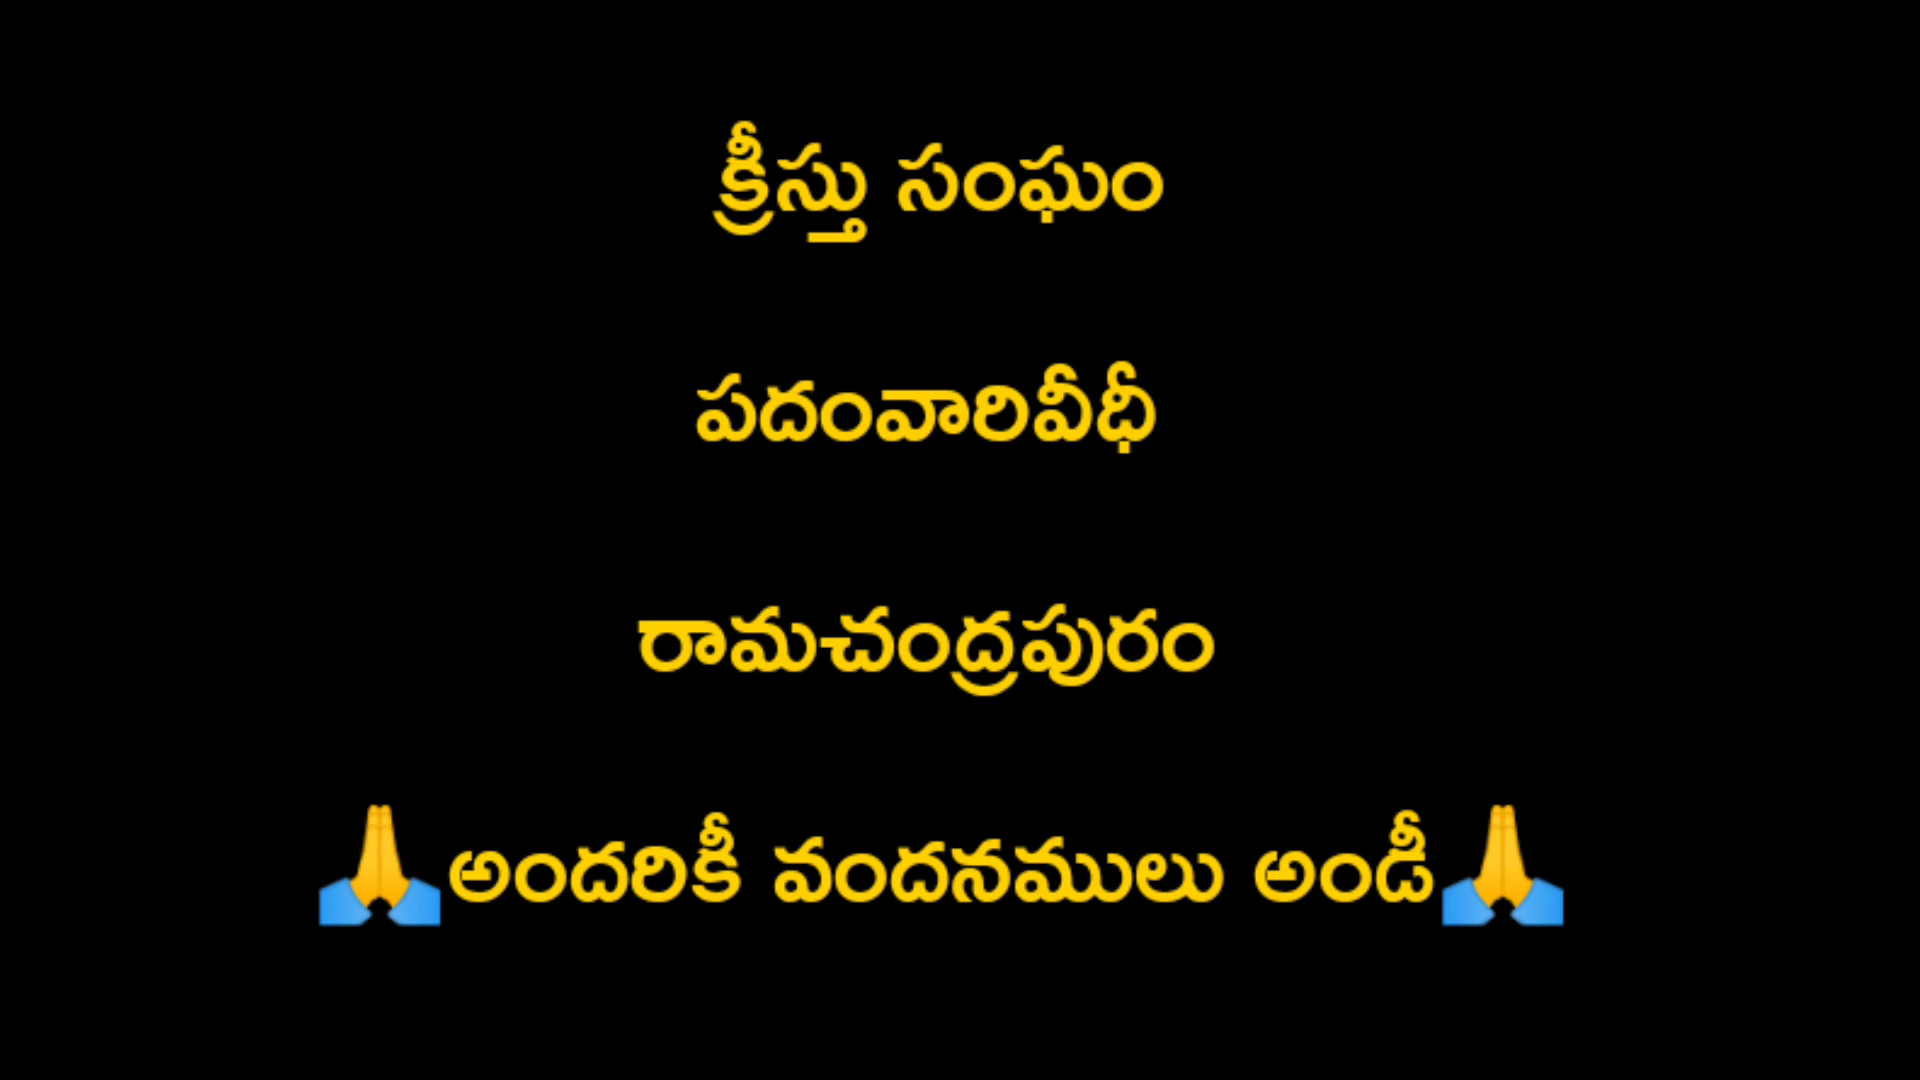 క్రీస్తు సంఘం
పదంవారివీధీ
రామచంద్రపురం
🙏అందరికీ వందనములు అండీ🙏